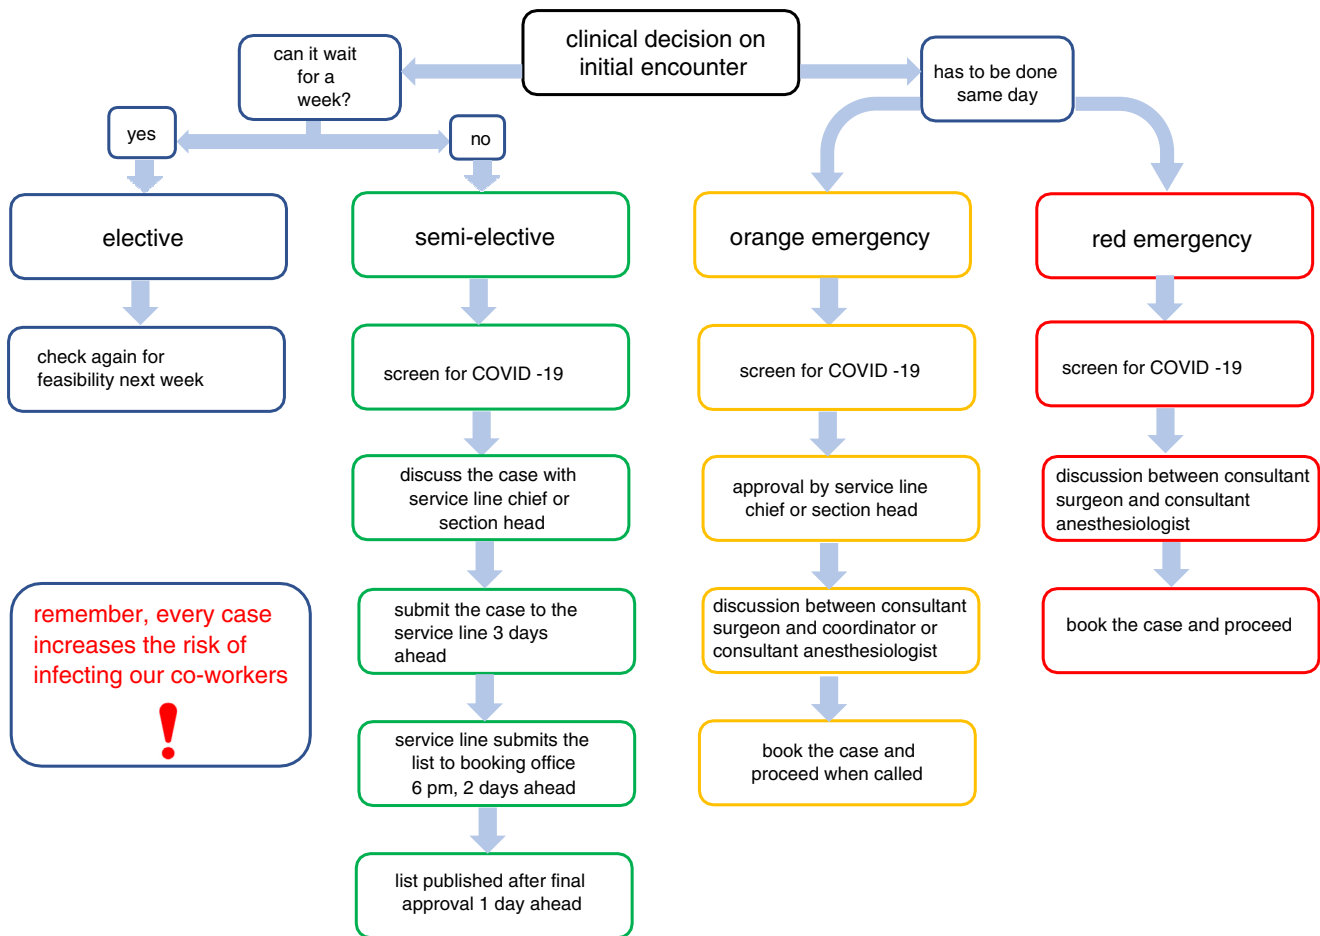 clinical decision on
initial encounter
can it wait
for a
week?
has to be done
same day
yes
no
elective
semi-elective
orange emergency
red emergency
check again for
feasibility next week
screen for COVID -19
screen for COVID -19
screen for COVID -19
discuss the case with
service line chief or
section head
approval by service line
chief or section head
discussion between consultant
surgeon and consultant
anesthesiologist
remember, every case
increases the risk of
infecting our co-workers
!
submit the case to the
service line 3 days
ahead
discussion between consultant
surgeon and coordinator or
consultant anesthesiologist
book the case and proceed
service line submits the
list to booking office
6 pm, 2 days ahead
book the case and
proceed when called
list published after final
approval 1 day ahead